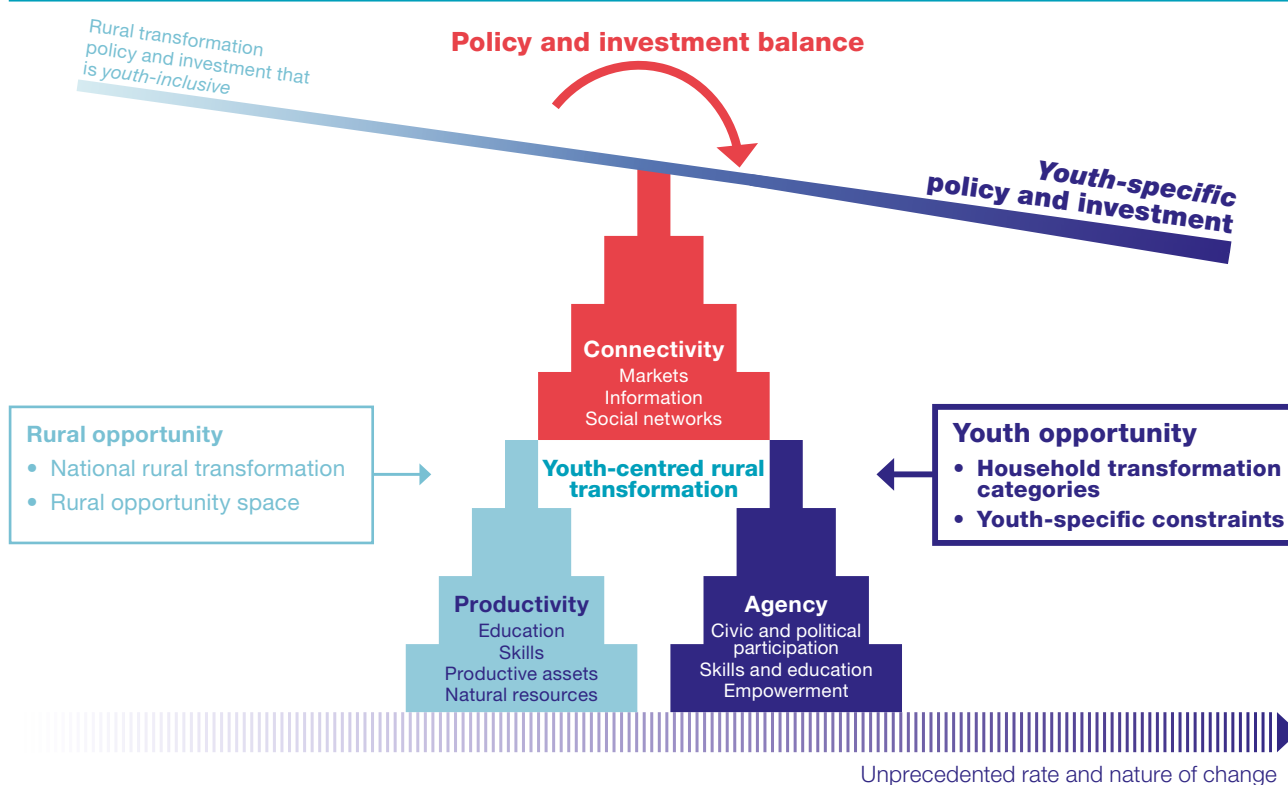 Rural transformation
policy and investment that
is youth-inclusive
Policy and investment balance
Youth-specific
policy and investment
Connectivity
Markets
Information
Social networks
Rural opportunity
• National rural transformation
• Rural opportunity space
Youth-centred rural
transformation
Youth opportunity
• Household transformation
categories
• Youth-specific constraints
Productivity
Education
Skills
Productive assets
Natural resources
Agency
Civic and political
participation
Skills and education
Empowerment
Unprecedented rate and nature of change